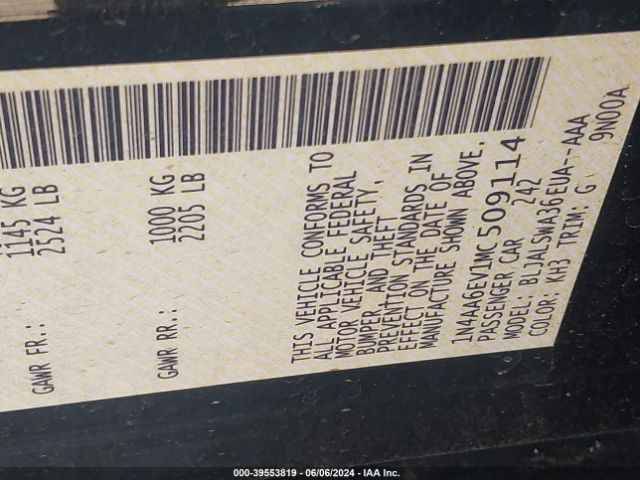 GAWR FR.: 1145 KG
2524 LB
GAWR RR.: 1000 KG
2205 LB
THIS VEHICLE CONFORMS TO
ALL APPLICABLE FEDERAL
MOTOR VEHICLE SAFETY,
BUMPER, AND THEFT
PREVENTION STANDARDS IN
EFFECT ON THE DATE OF
MANUFACTURE SHOWN ABOVE.
1N4AA6EV1MC509114
PASSENGER CAR 242
MODEL: BLJALSWA36EUA--AAA
COLOR: KH3 TRIM: G 9N00A
000-39553819 - 06/06/2024 - IAA Inc.